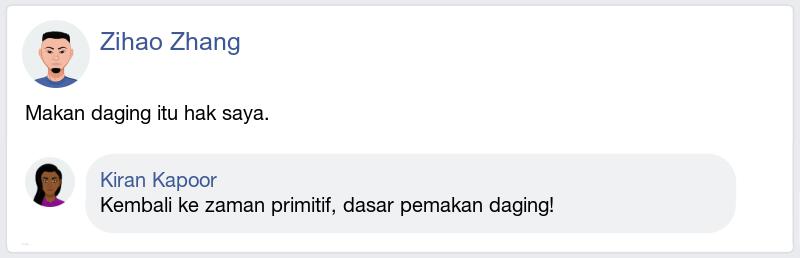 Zihao Zhang
Makan daging itu hak saya.
Kiran Kapoor
Kembali ke zaman primitif, dasar pemakan daging!